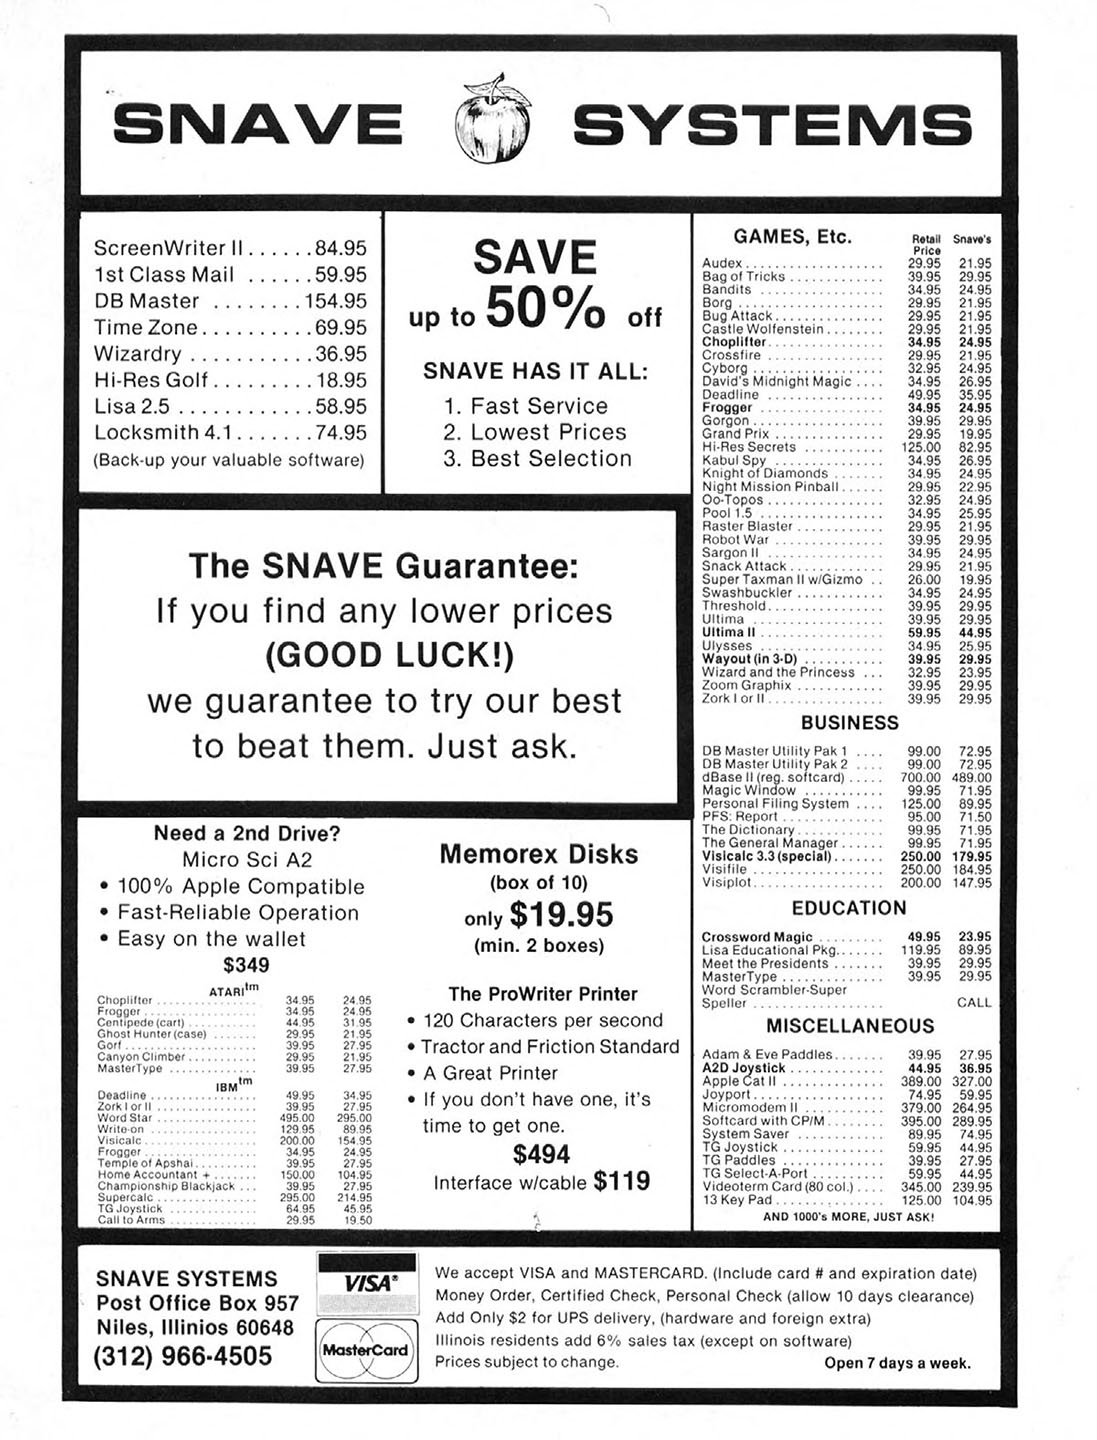 SNAVE SYSTEMS
ScreenWriter II . . . . . . 84.95
1st Class Mail . . . . . . 59.95
DB Master . . . . . . . . 154.95
Time Zone . . . . . . . . . . 69.95
Wizardry . . . . . . . . . . . 36.95
Hi-Res Golf . . . . . . . . . 18.95
Lisa 2.5 . . . . . . . . . . . . 58.95
Locksmith 4.1 . . . . . . . 74.95
(Back-up your valuable software)
SAVE
up to 50% off
SNAVE HAS IT ALL:
1. Fast Service
2. Lowest Prices
3. Best Selection
The SNAVE Guarantee:
If you find any lower prices
(GOOD LUCK!)
we guarantee to try our best
to beat them. Just ask.
Need a 2nd Drive?
Micro Sci A2
• 100% Apple Compatible
• Fast-Reliable Operation
• Easy on the wallet
$349
ATARI tm
Choplifter . . . . 34.95 24.95
Frogger . . . . 34.95 24.95
Centipede (cart) . . . . 44.95 31.95
Ghost Hunter (case) . . . . 29.95 21.95
Gorf . . . . 39.95 27.95
Canyon Climber . . . . 29.95 21.95
MasterType . . . . 39.95 27.95
IBM tm
Deadline . . . . 49.95 34.95
Zork I or II . . . . 39.95 27.95
Word Star . . . . 495.00 295.00
Write-on . . . . 129.95 89.95
Visicalc . . . . 200.00 154.95
Frogger . . . . 34.95 24.95
Temple of Apshai . . . . 39.95 27.95
Home Accountant + . . . . 150.00 104.95
Championship Blackjack . . . 39.95 27.95
Supercalc . . . . 295.00 214.95
TG Joystick . . . . 64.95 45.95
Call to Arms . . . . 29.95 19.50
Memorex Disks
(box of 10)
only $19.95
(min. 2 boxes)
The ProWriter Printer
• 120 Characters per second
• Tractor and Friction Standard
• A Great Printer
• If you don't have one, it's
time to get one.
$494
Interface w/cable $119
GAMES, Etc. Retail Snave's
Price
Audex . . . . 29.95 21.95
Bag of Tricks . . . . 39.95 29.95
Bandits . . . . 34.95 24.95
Borg . . . . 29.95 21.95
Bug Attack . . . . 29.95 21.95
Castle Wolfenstein . . . . 29.95 21.95
Choplifter . . . . 34.95 24.95
Crossfire . . . . 29.95 21.95
Cyborg . . . . 32.95 24.95
David's Midnight Magic . . . . 34.95 26.95
Deadline . . . . 49.95 35.95
Frogger . . . . 34.95 24.95
Gorgon . . . . 39.95 29.95
Grand Prix . . . . 29.95 19.95
Hi-Res Secrets . . . . 125.00 82.95
Kabul Spy . . . . 34.95 26.95
Knight of Diamonds . . . . 34.95 24.95
Night Mission Pinball . . . . 29.95 22.95
Oo-Topos . . . . 32.95 24.95
Pool 1.5 . . . . 34.95 25.95
Raster Blaster . . . . 29.95 21.95
Robot War . . . . 39.95 29.95
Sargon II . . . . 34.95 24.95
Snack Attack . . . . 29.95 21.95
Super Taxman II w/Gizmo . . 26.00 19.95
Swashbuckler . . . . 34.95 24.95
Threshold . . . . 39.95 29.95
Ultima . . . . 39.95 29.95
Ultima II . . . . 59.95 44.95
Ulysses . . . . 34.95 25.95
Wayout (in 3-D) . . . . 39.95 29.95
Wizard and the Princess . . . 32.95 23.95
Zoom Graphix . . . . 39.95 29.95
Zork I or II . . . . 39.95 29.95
BUSINESS
DB Master Utility Pak 1 . . . . 99.00 72.95
DB Master Utility Pak 2 . . . . 99.00 72.95
dBase II (reg. softcard) . . . . . 700.00 489.00
Magic Window . . . . 99.95 71.95
Personal Filing System . . . . 125.00 89.95
PFS: Report . . . . 95.00 71.50
The Dictionary . . . . 99.95 71.95
The General Manager . . . . 99.95 71.95
Visicalc 3.3 (special) . . . . 250.00 179.95
Visifile . . . . 250.00 184.95
Visiplot . . . . 200.00 147.95
EDUCATION
Crossword Magic . . . . 49.95 23.95
Lisa Educational Pkg. . . . . 119.95 89.95
Meet the Presidents . . . . 39.95 29.95
MasterType . . . . 39.95 29.95
Word Scrambler-Super
Speller . . . . CALL
MISCELLANEOUS
Adam & Eve Paddles . . . . 39.95 27.95
A2D Joystick . . . . 44.95 36.95
Apple Cat II . . . . 389.00 327.00
Joyport . . . . 74.95 59.95
Micromodem II . . . . 379.00 264.95
Softcard with CP/M . . . . 395.00 289.95
System Saver . . . . 89.95 74.95
TG Joystick . . . . 59.95 44.95
TG Paddles . . . . 39.95 27.95
TG Select-A-Port . . . . 59.95 44.95
Videoterm Card (80 col.) . . . . 345.00 239.95
13 Key Pad . . . . 125.00 104.95
AND 1000's MORE, JUST ASK!
SNAVE SYSTEMS
Post Office Box 957
Niles, Illinios 60648
(312) 966-4505
VISA®
MasterCard
We accept VISA and MASTERCARD. (Include card # and expiration date)
Money Order, Certified Check, Personal Check (allow 10 days clearance)
Add Only $2 for UPS delivery, (hardware and foreign extra)
Illinois residents add 6% sales tax (except on software)
Prices subject to change. Open 7 days a week.